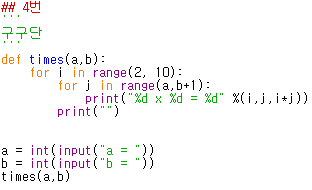 ## 4번
'''
구구단
'''
def times(a,b):
    for i in range(2, 10):
        for j in range(a,b+1):
            print("%d x %d = %d" %(i,j,i*j))
        print("")
a = int(input("a = "))
b = int(input("b = "))
times(a,b)